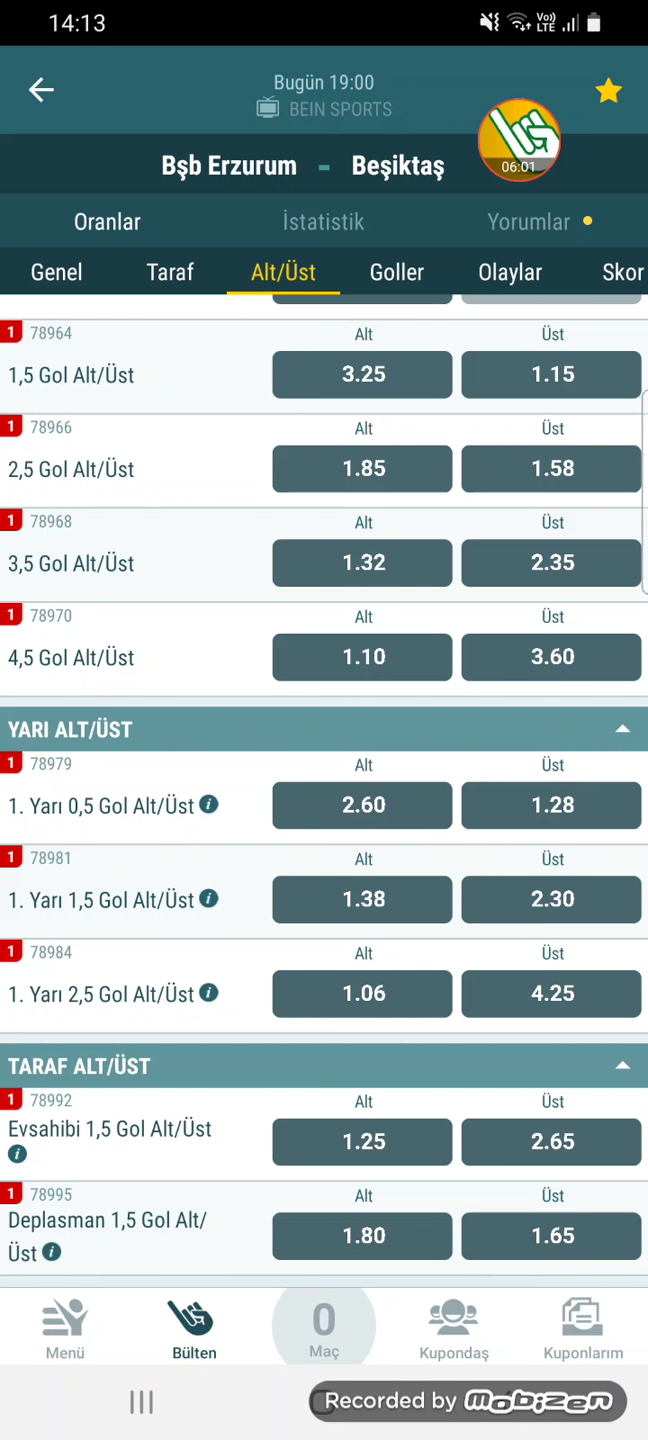 14:13
Vo))
LTE
Bugün 19:00
BEIN SPORTS
Bşb Erzurum - Beşiktaş
06:01
Oranlar İstatistik Yorumlar
Genel Taraf Alt/Üst Goller Olaylar Skor
1 78964 Alt Üst
1,5 Gol Alt/Üst 3.25 1.15
1 78966 Alt Üst
2,5 Gol Alt/Üst 1.85 1.58
1 78968 Alt Üst
3,5 Gol Alt/Üst 1.32 2.35
1 78970 Alt Üst
4,5 Gol Alt/Üst 1.10 3.60
YARI ALT/ÜST
1 78979 Alt Üst
1. Yarı 0,5 Gol Alt/Üst i 2.60 1.28
1 78981 Alt Üst
1. Yarı 1,5 Gol Alt/Üst i 1.38 2.30
1 78984 Alt Üst
1. Yarı 2,5 Gol Alt/Üst i 1.06 4.25
TARAF ALT/ÜST
1 78992 Alt Üst
Evsahibi 1,5 Gol Alt/Üst i 1.25 2.65
1 78995 Alt Üst
Deplasman 1,5 Gol Alt/
Üst i 1.80 1.65
0
Menü Bülten Maç Kupondaş Kuponlarım
Recorded by mobizen